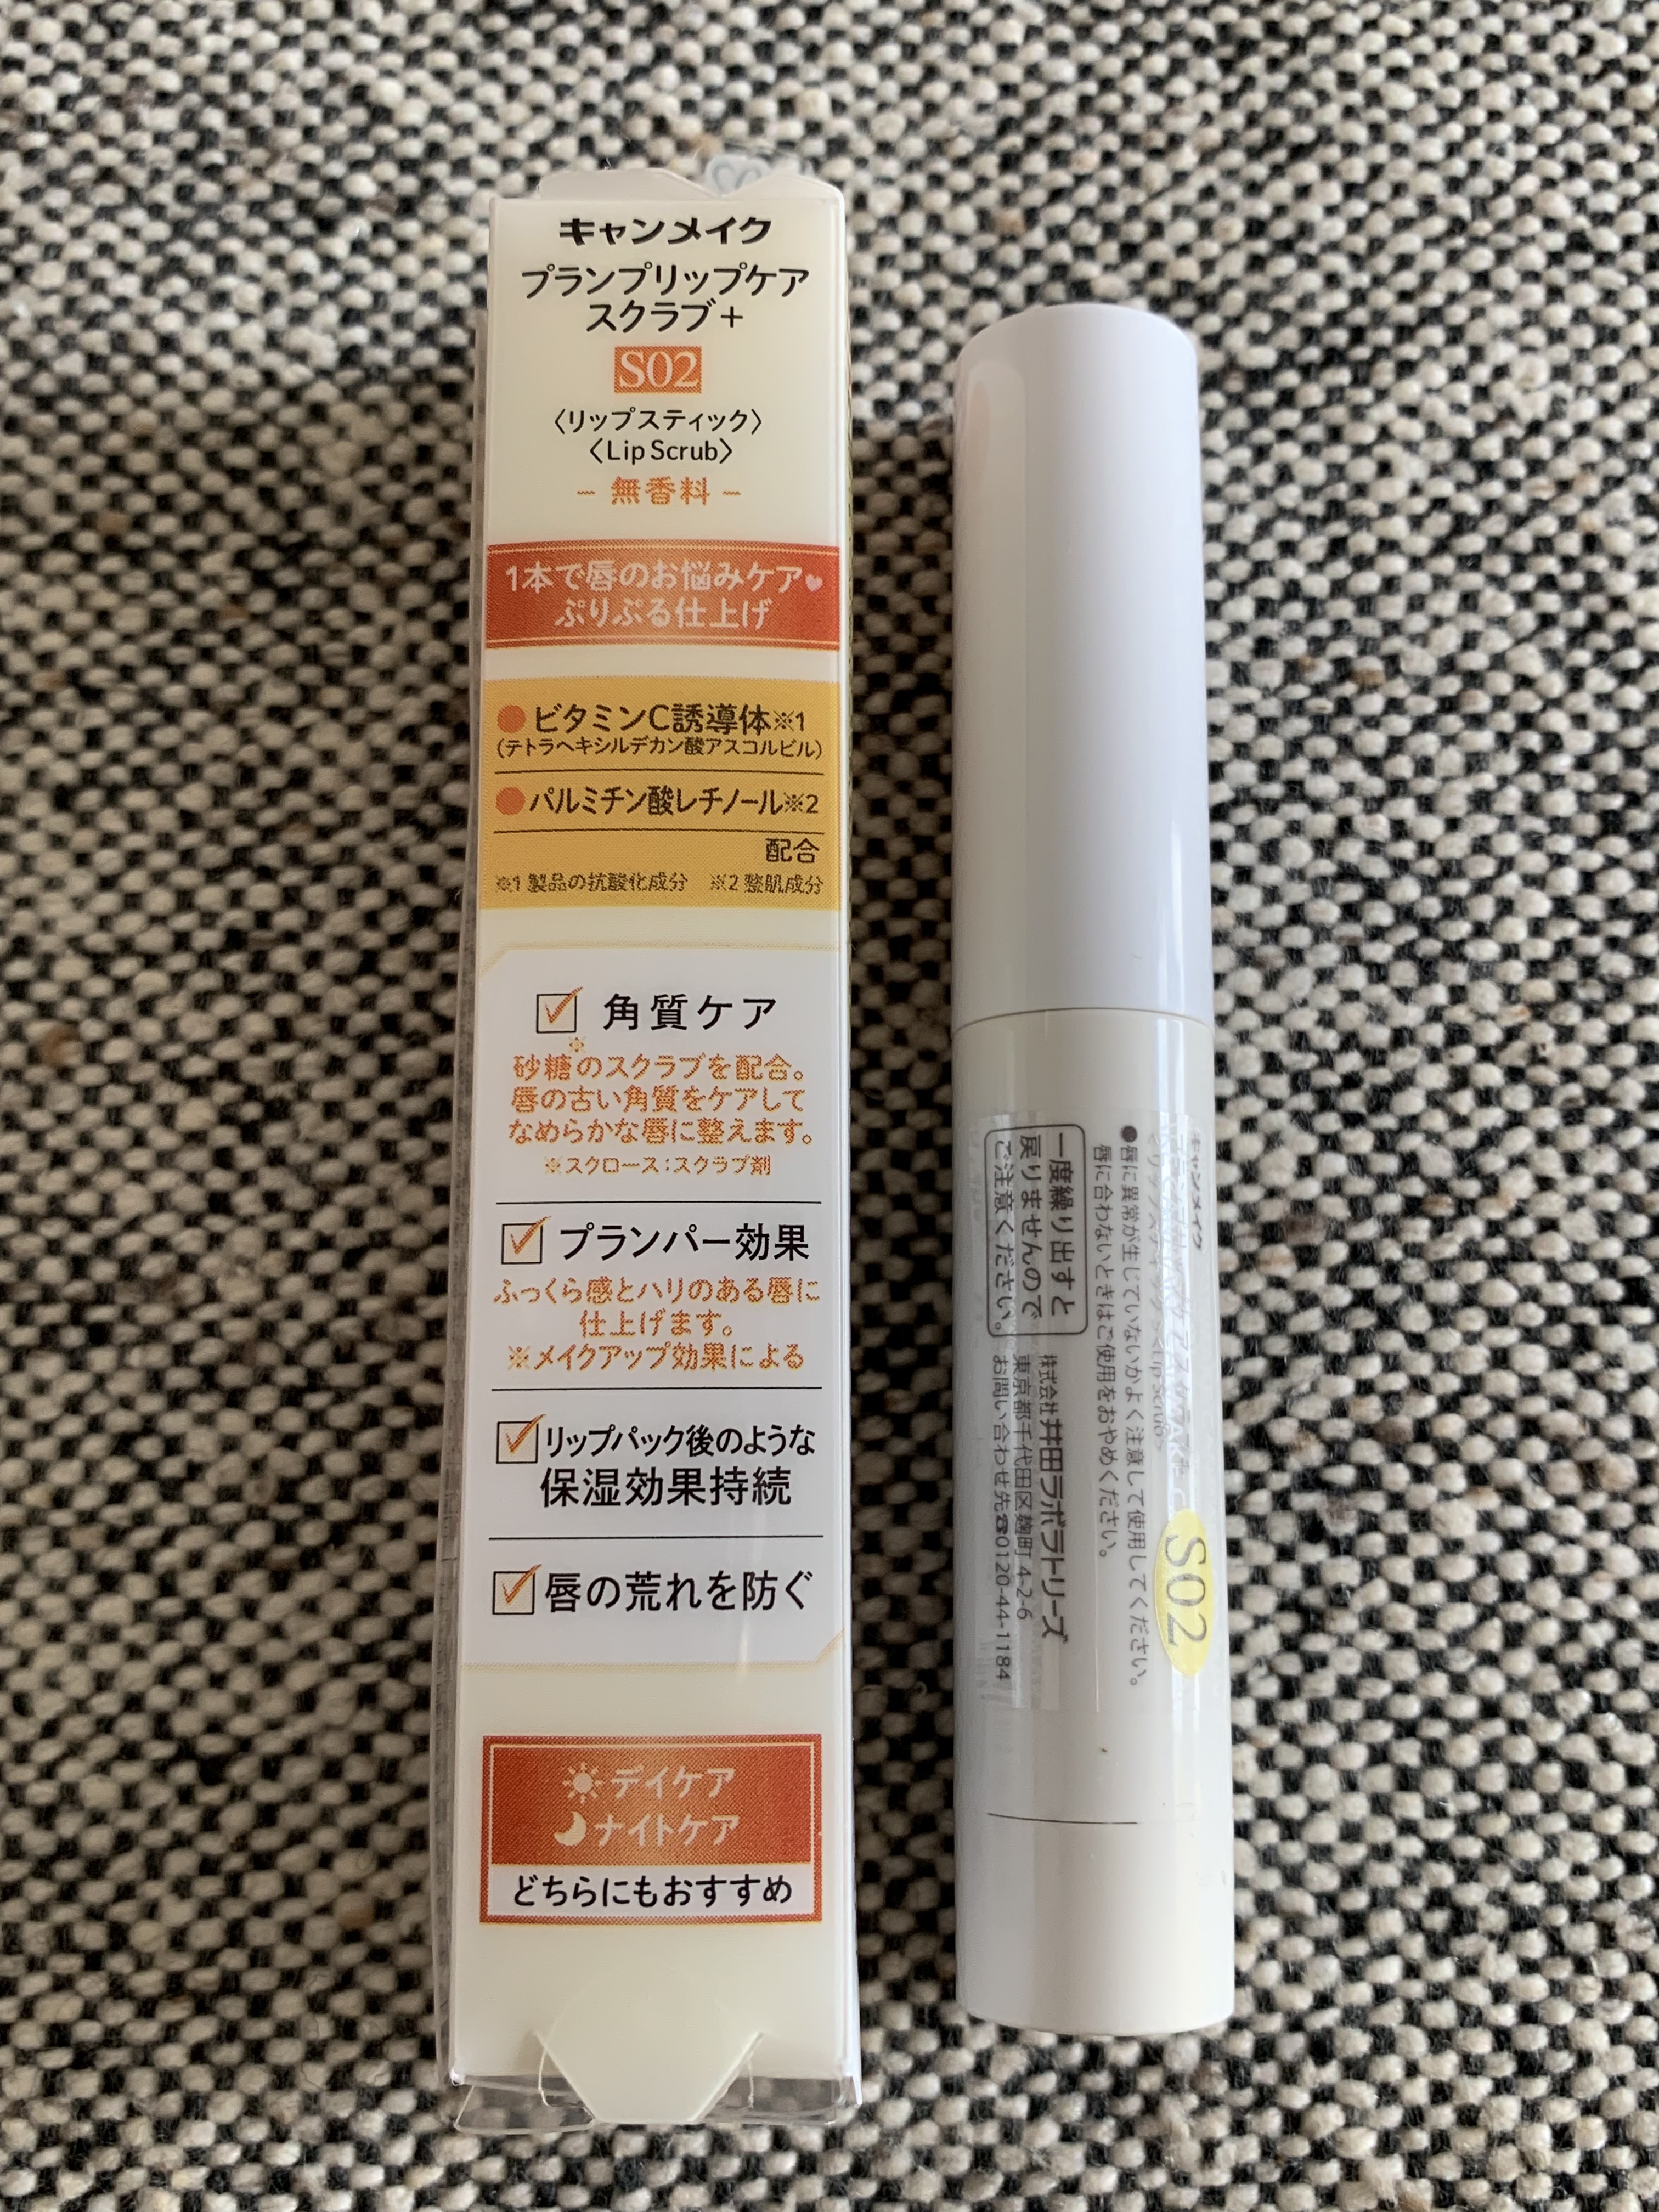 キャンメイク
プランプリップケア
スクラブ+
S02
〈リップスティック〉
〈Lip Scrub〉
– 無香料 –
1本で唇のお悩みケア♥
ぷりぷる仕上げ
●ビタミンC誘導体※1
(テトラヘキシルデカン酸アスコルビル)
●パルミチン酸レチノール※2
配合
※1 製品の抗酸化成分 ※2 整肌成分
角質ケア
砂糖※のスクラブを配合。
唇の古い角質をケアして
なめらかな唇に整えます。
※スクロース:スクラブ剤
プランパー効果
ふっくら感とハリのある唇に
仕上げます。
※メイクアップ効果による
リップパック後のような
保湿効果持続
唇の荒れを防ぐ
デイケア
ナイトケア
どちらにもおすすめ
キャンメイク
S02
●唇に異常が生じていないかよく注意して使用してください。
唇に合わないときはご使用をおやめください。
一度繰り出すと
戻りませんので
ご注意ください。
株式会社井田ラボラトリーズ
東京都千代田区麹町4-2-6
お問い合わせ先☎0120-44-1184